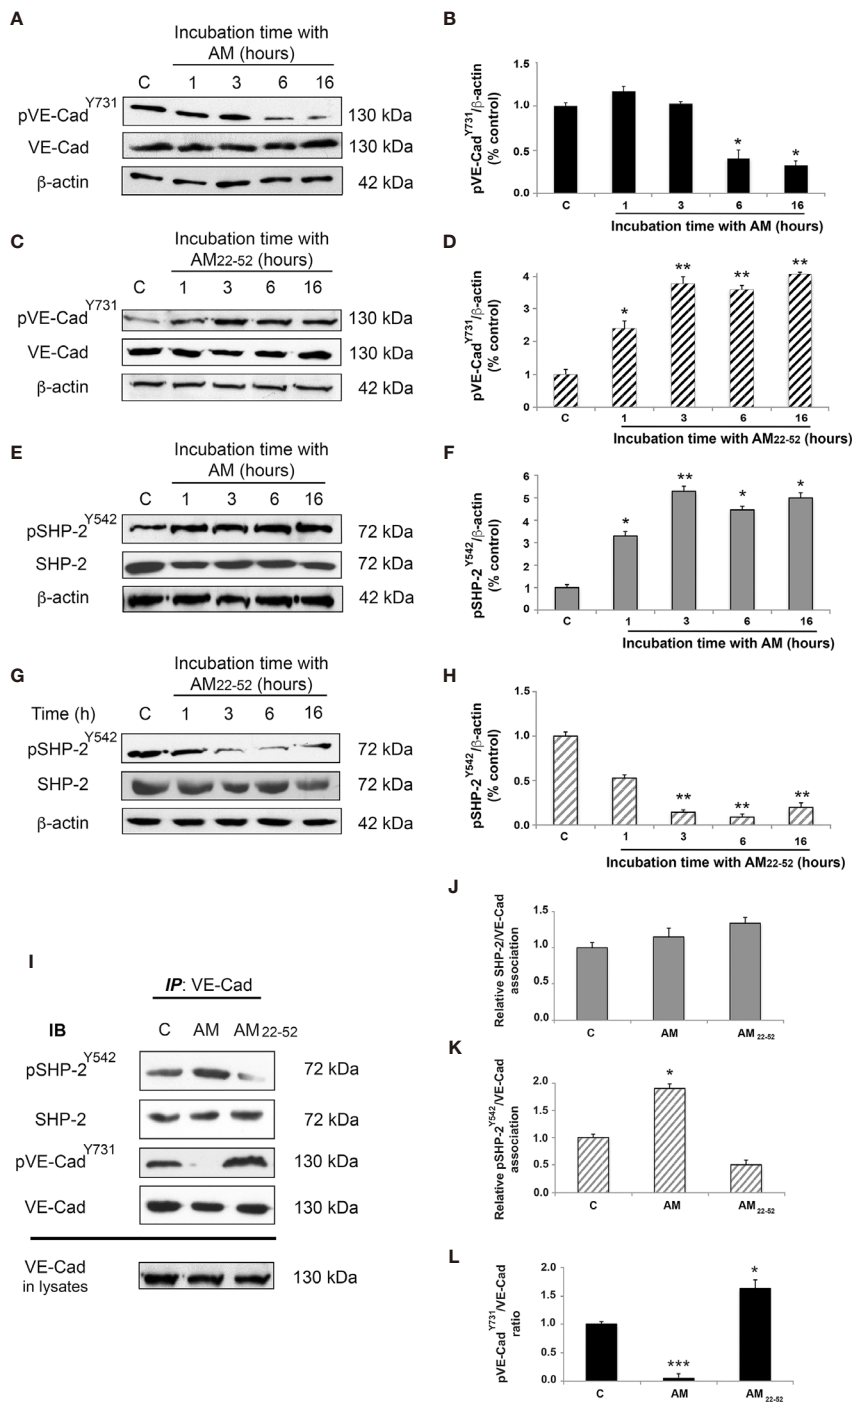 A
Incubation time with
AM (hours)
C 1 3 6 16
pVE-Cad^Y731 130 kDa
VE-Cad 130 kDa
β-actin 42 kDa
B
pVE-Cad^Y731/β-actin
(% control)
1.5
1.0
0.5
0.0
* *
C 1 3 6 16
Incubation time with AM (hours)
C
Incubation time with
AM22-52 (hours)
C 1 3 6 16
pVE-Cad^Y731 130 kDa
VE-Cad 130 kDa
β-actin 42 kDa
D
pVE-Cad^Y731/β-actin
(% control)
4
3
2
1
0
* ** ** **
C 1 3 6 16
Incubation time with AM22-52 (hours)
E
Incubation time with
AM (hours)
C 1 3 6 16
pSHP-2^Y542 72 kDa
SHP-2 72 kDa
β-actin 42 kDa
F
pSHP-2^Y542/β-actin
(% control)
6
5
4
3
2
1
0
* ** * *
C 1 3 6 16
Incubation time with AM (hours)
G
Incubation time with
AM22-52 (hours)
Time (h) C 1 3 6 16
pSHP-2^Y542 72 kDa
SHP-2 72 kDa
β-actin 42 kDa
H
pSHP-2^Y542/β-actin
(% control)
1.5
1.0
0.5
0.0
** ** **
C 1 3 6 16
Incubation time with AM22-52 (hours)
I
IP: VE-Cad
IB C AM AM22-52
pSHP-2^Y542 72 kDa
SHP-2 72 kDa
pVE-Cad^Y731 130 kDa
VE-Cad 130 kDa
VE-Cad
in lysates 130 kDa
J
Relative SHP-2/VE-Cad
association
1.5
1.0
0.5
0.0
C AM AM22-52
K
Relative pSHP-2^Y542/VE-Cad
association
2.0
1.5
1.0
0.5
0.0
*
C AM AM22-52
L
pVE-Cad^Y731/VE-Cad
ratio
2.0
1.5
1.0
0.5
0.0
*** *
C AM AM22-52